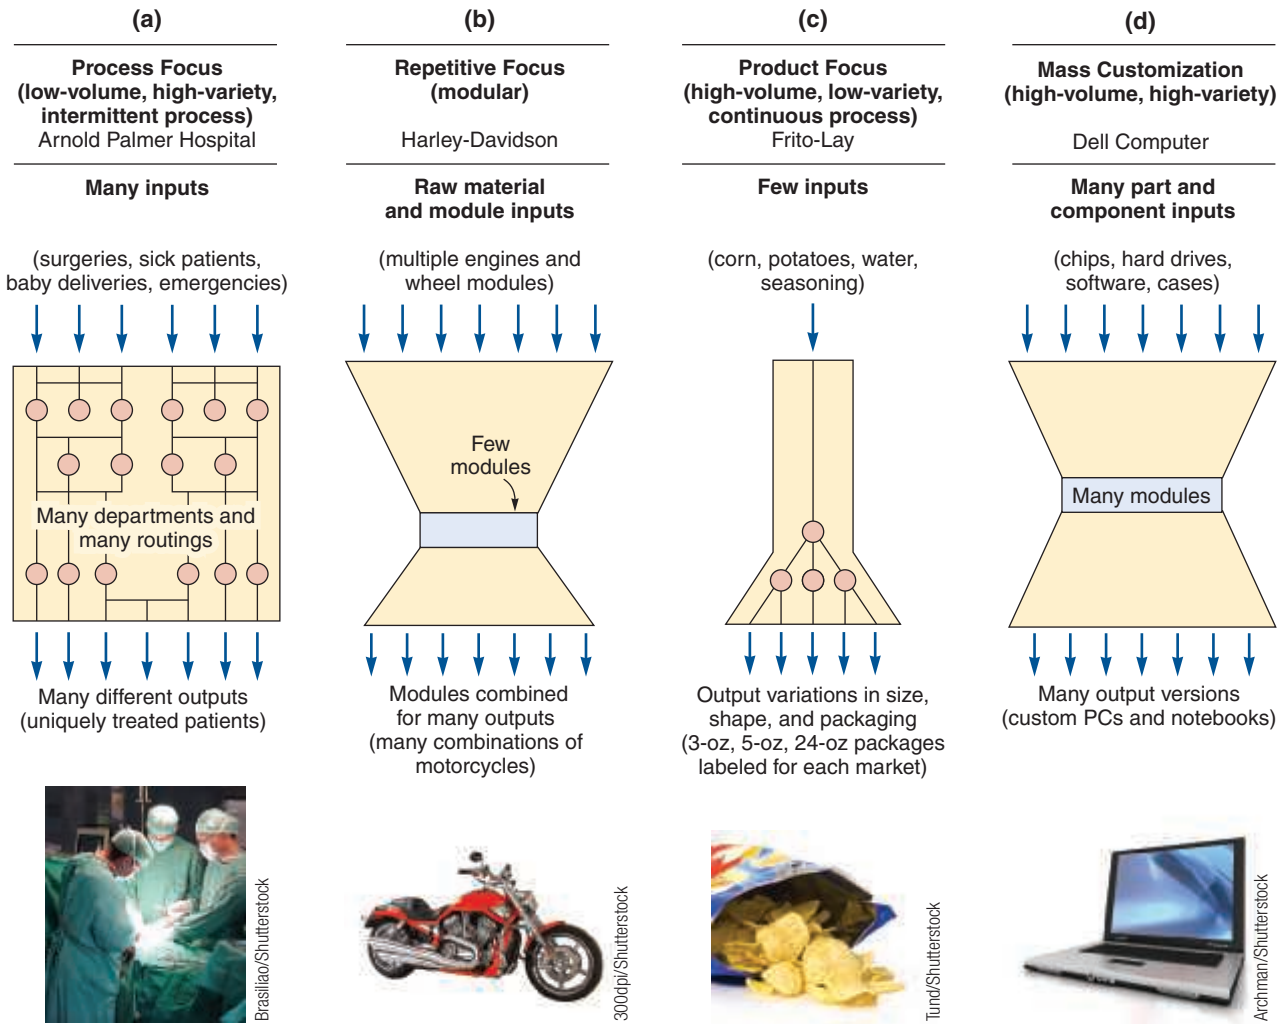 (a)
Process Focus
(low-volume, high-variety,
intermittent process)
Arnold Palmer Hospital
Many inputs
(surgeries, sick patients,
baby deliveries, emergencies)
Many departments and
many routings
Many different outputs
(uniquely treated patients)
Brasiliao/Shutterstock
(b)
Repetitive Focus
(modular)
Harley-Davidson
Raw material
and module inputs
(multiple engines and
wheel modules)
Few
modules
Modules combined
for many outputs
(many combinations of
motorcycles)
300dpi/Shutterstock
(c)
Product Focus
(high-volume, low-variety,
continuous process)
Frito-Lay
Few inputs
(corn, potatoes, water,
seasoning)
Output variations in size,
shape, and packaging
(3-oz, 5-oz, 24-oz packages
labeled for each market)
Tund/Shutterstock
(d)
Mass Customization
(high-volume, high-variety)
Dell Computer
Many part and
component inputs
(chips, hard drives,
software, cases)
Many modules
Many output versions
(custom PCs and notebooks)
Archman/Shutterstock